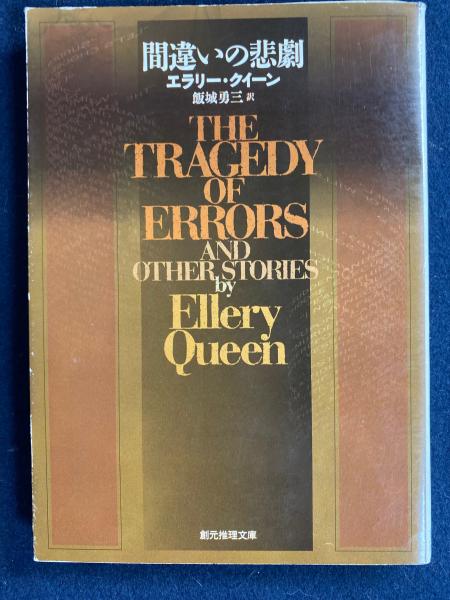 間違いの悲劇
エラリー・クイーン
飯城勇三 訳
THE
TRAGEDY
OF
ERRORS
AND
OTHER STORIES
by
Ellery
Queen
創元推理文庫